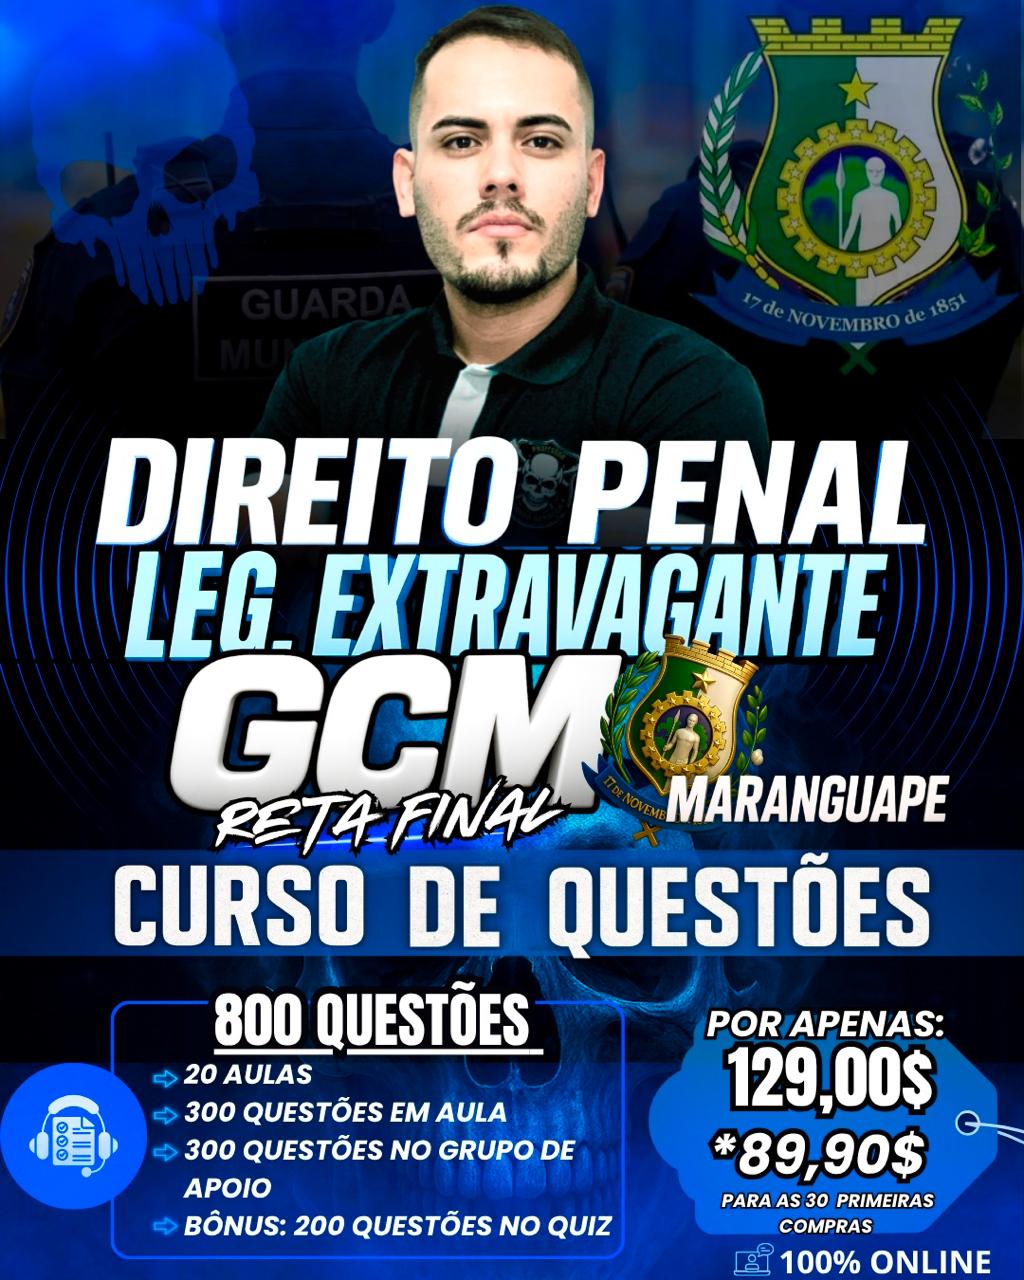 GUARDA
MUN
17 de NOVEMBRO de 1851
DIREITO PENAL
LEG. EXTRAVAGANTE
GCM
RETA FINAL
17 DE NOVEMB
MARANGUAPE
CURSO DE QUESTÕES
800 QUESTÕES
20 AULAS
300 QUESTÕES EM AULA
300 QUESTÕES NO GRUPO DE
APOIO
BÔNUS: 200 QUESTÕES NO QUIZ
POR APENAS:
129,00$
*89,90$
PARA AS 30 PRIMEIRAS
COMPRAS
100% ONLINE